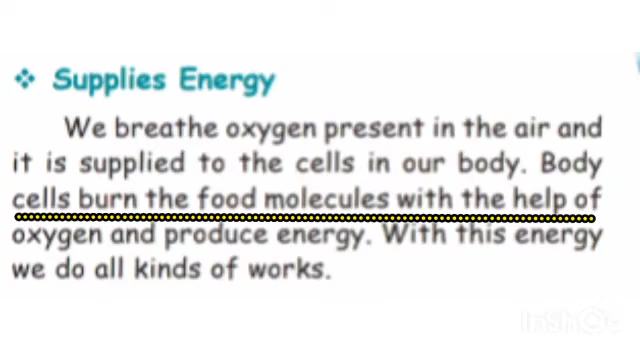 ❖ Supplies Energy
We breathe oxygen present in the air and
it is supplied to the cells in our body. Body
cells burn the food molecules with the help of
oxygen and produce energy. With this energy
we do all kinds of works.
InShOt